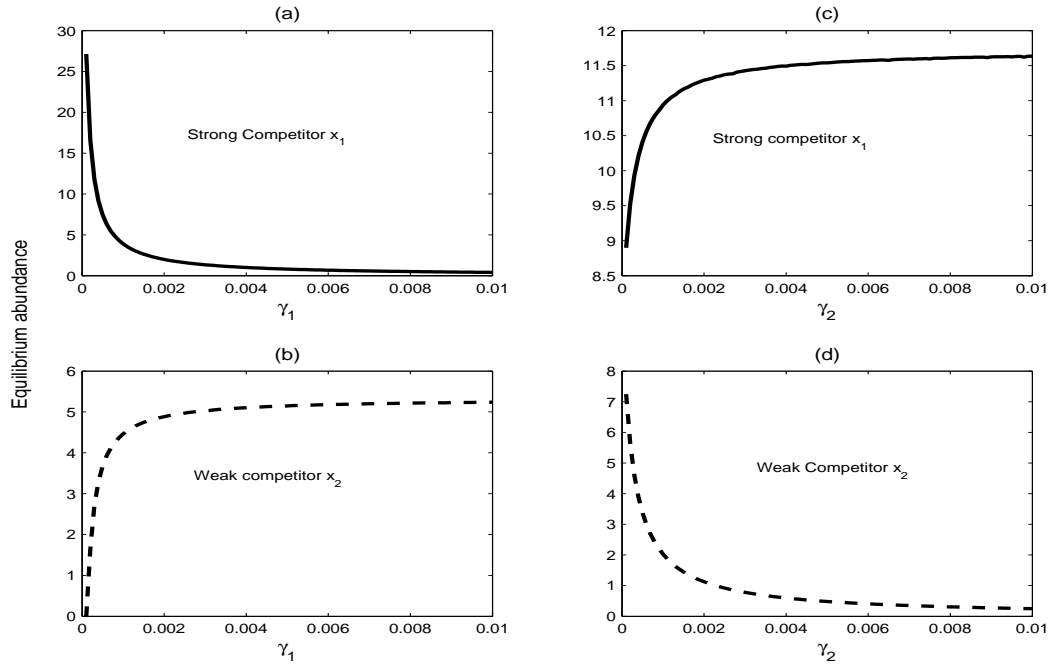 Equilibrium abundance
(a)
30
25
20
15
10
5
0
Strong Competitor x₁
0 0.002 0.004 0.006 0.008 0.01
γ₁
(c)
12
11.5
11
10.5
10
9.5
9
8.5
Strong competitor x₁
0 0.002 0.004 0.006 0.008 0.01
γ₂
(b)
6
5
4
3
2
1
0
Weak competitor x₂
0 0.002 0.004 0.006 0.008 0.01
γ₁
(d)
8
7
6
5
4
3
2
1
0
Weak Competitor x₂
0 0.002 0.004 0.006 0.008 0.01
γ₂